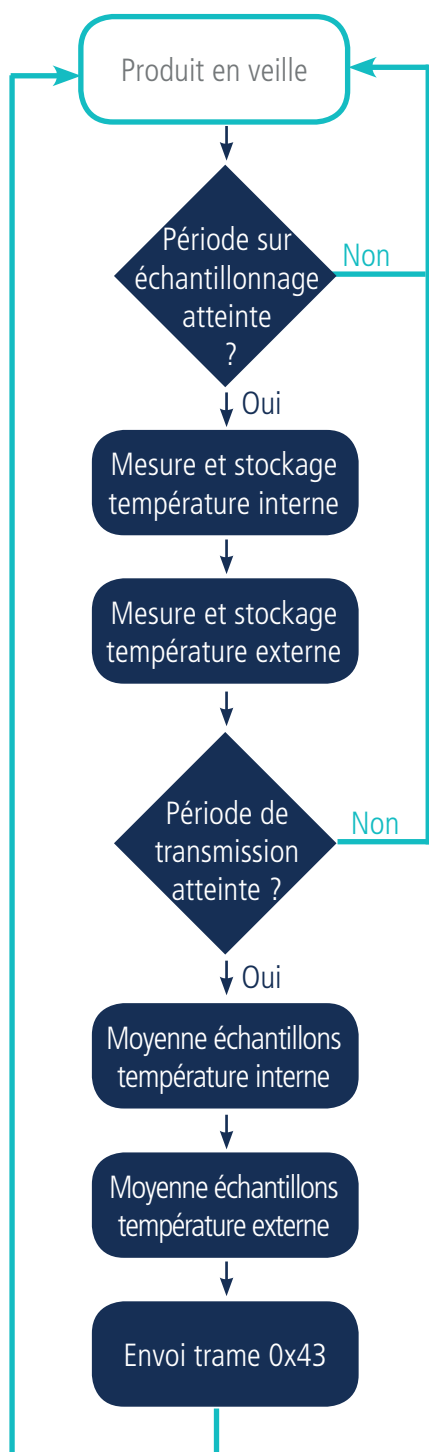 Produit en veille
Période sur
échantillonnage
atteinte
?
Non
Oui
Mesure et stockage
température interne
Mesure et stockage
température externe
Période de
transmission
atteinte ?
Non
Oui
Moyenne échantillons
température interne
Moyenne échantillons
température externe
Envoi trame 0x43